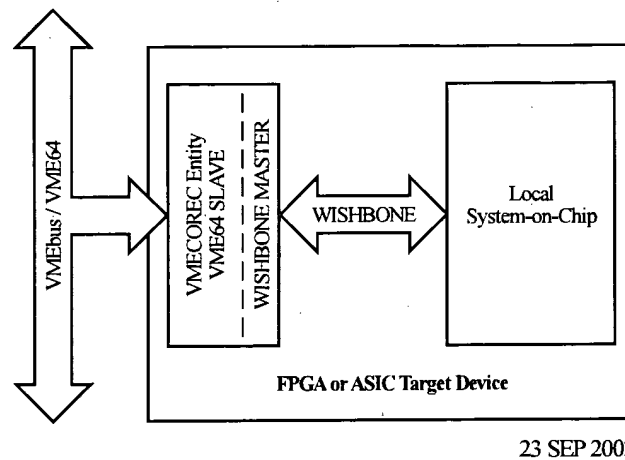 VMEbus / VME64
VMECOREC Entity
VME64 SLAVE
WISHBONE MASTER
WISHBONE
Local
System-on-Chip
FPGA or ASIC Target Device
23 SEP